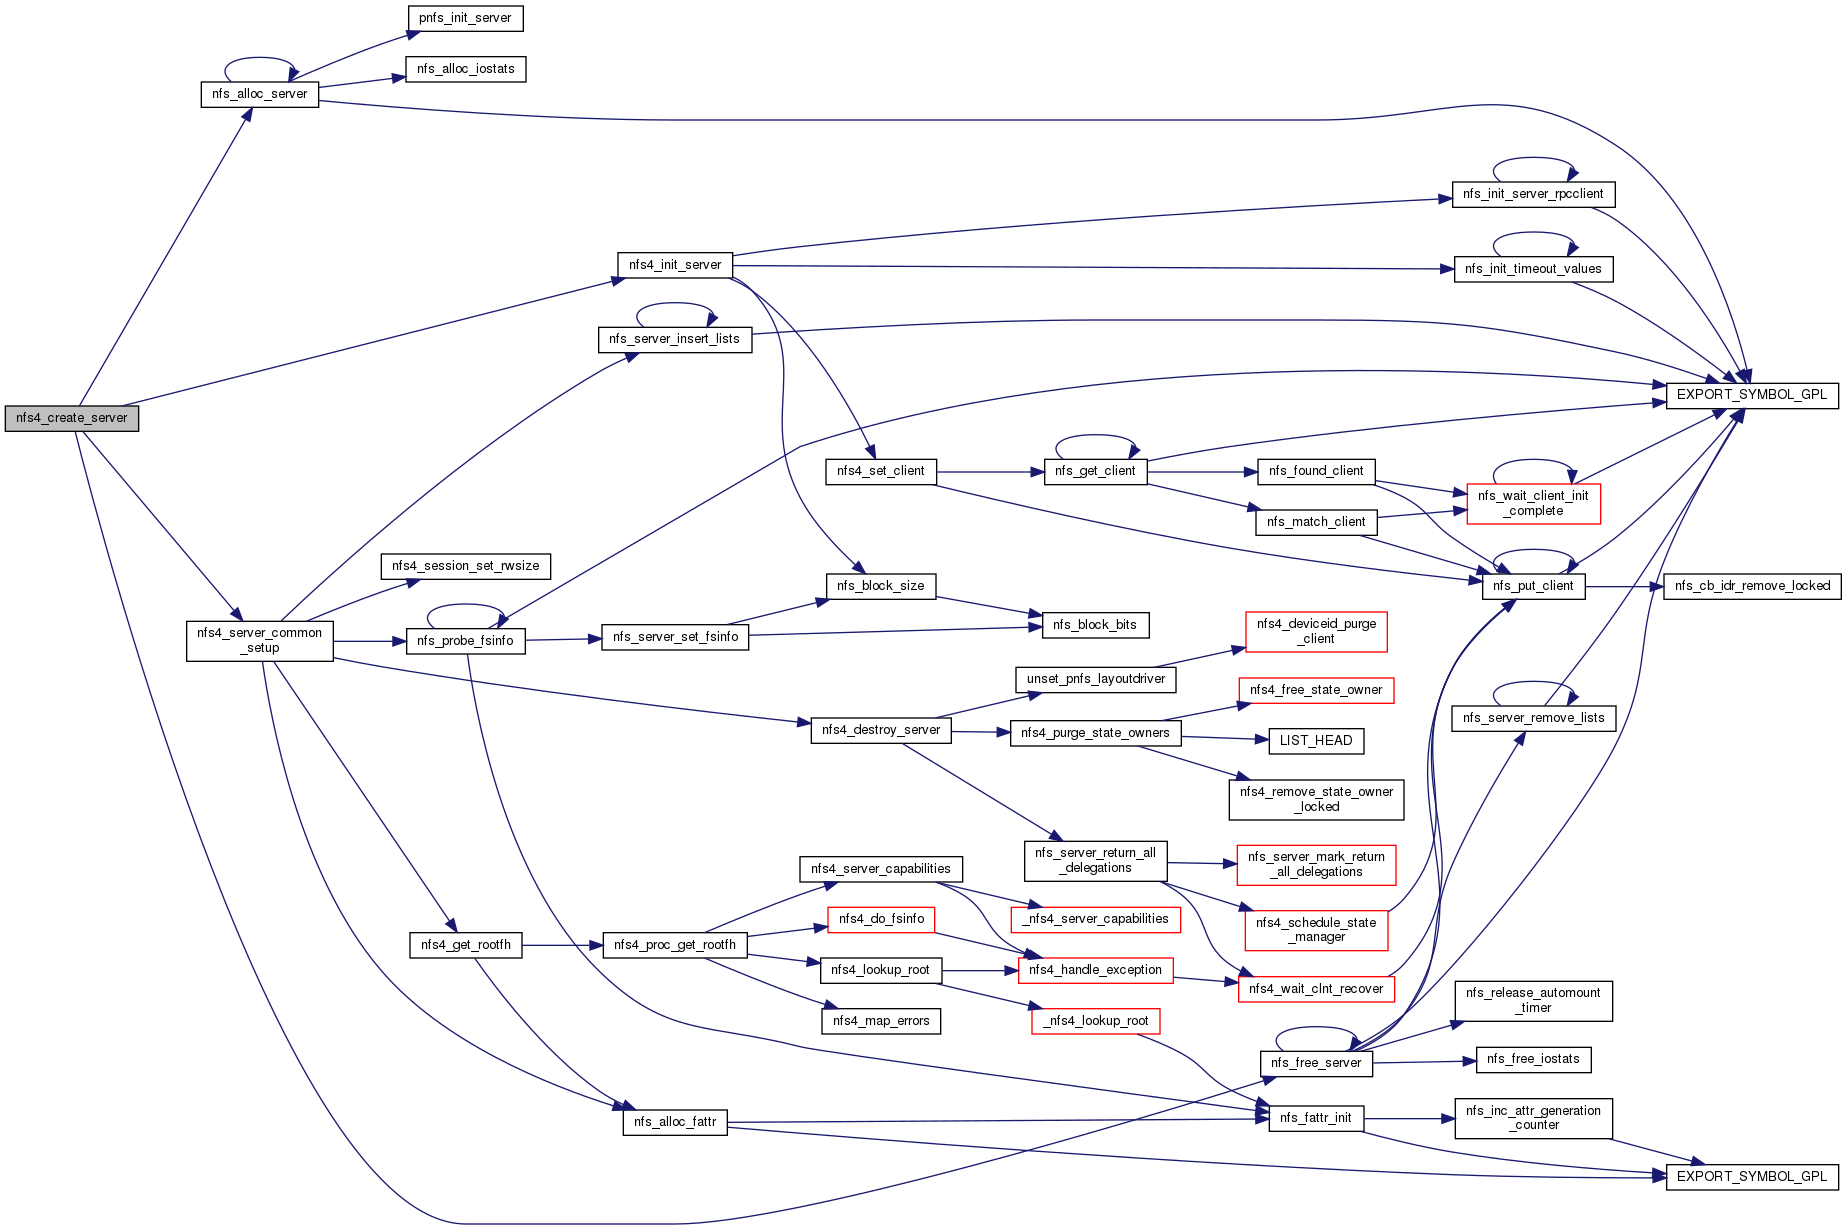 pnfs_init_server
nfs_alloc_iostats
nfs_alloc_server
nfs_init_server_rpcclient
nfs4_init_server
nfs_init_timeout_values
nfs_server_insert_lists
EXPORT_SYMBOL_GPL
nfs4_create_server
nfs4_set_client
nfs_get_client
nfs_found_client
nfs_wait_client_init
_complete
nfs_match_client
nfs4_session_set_rwsize
nfs_block_size
nfs_put_client
nfs_cb_idr_remove_locked
nfs4_server_common
_setup
nfs_probe_fsinfo
nfs_server_set_fsinfo
nfs_block_bits
nfs4_deviceid_purge
_client
unset_pnfs_layoutdriver
nfs4_free_state_owner
nfs_server_remove_lists
nfs4_destroy_server
nfs4_purge_state_owners
LIST_HEAD
nfs4_remove_state_owner
_locked
nfs_server_return_all
_delegations
nfs_server_mark_return
_all_delegations
nfs4_server_capabilities
nfs4_do_fsinfo
_nfs4_server_capabilities
nfs4_schedule_state
_manager
nfs4_get_rootfh
nfs4_proc_get_rootfh
nfs4_lookup_root
nfs4_handle_exception
nfs4_wait_clnt_recover
nfs4_map_errors
_nfs4_lookup_root
nfs_release_automount
_timer
nfs_free_server
nfs_free_iostats
nfs_alloc_fattr
nfs_fattr_init
nfs_inc_attr_generation
_counter
EXPORT_SYMBOL_GPL